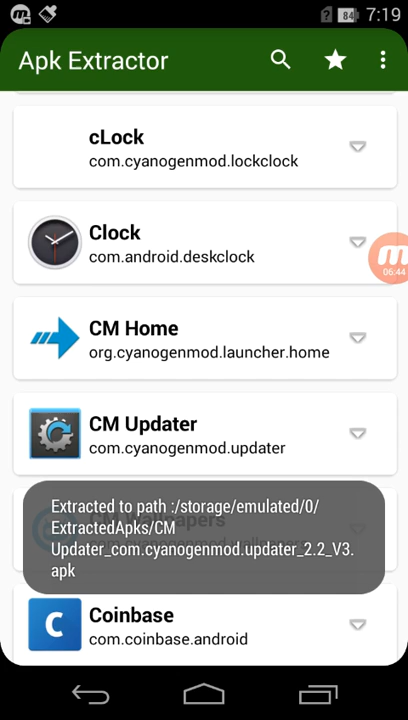 84 7:19
Apk Extractor
cLock
com.cyanogenmod.lockclock
Clock
com.android.deskclock
06:44
CM Home
org.cyanogenmod.launcher.home
CM Updater
com.cyanogenmod.updater
CM Wallpapers
Extracted to path :/storage/emulated/0/
ExtractedApks/CM
Updater_com.cyanogenmod.updater_2.2_V3.
apk
C
Coinbase
com.coinbase.android